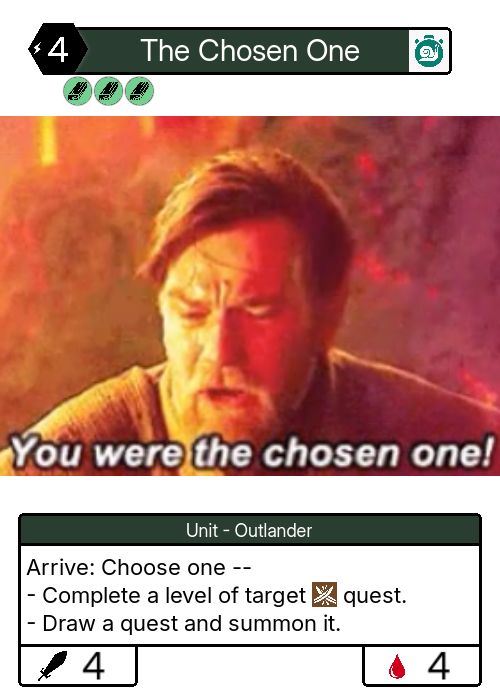 4
The Chosen One
You were the chosen one!
Unit - Outlander
Arrive: Choose one --
- Complete a level of target quest.
- Draw a quest and summon it.
4
4